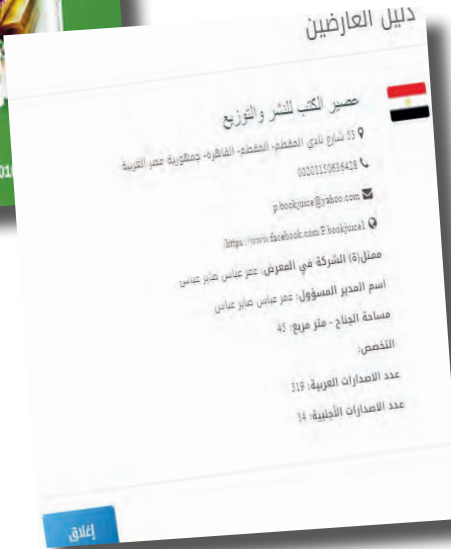 دليل العارضين
عصير الكتب للنشر والتوزيع
53 شارع نادي المقطم- المقطم- القاهرة- جمهورية مصر العربية
00201150636428
p.bookjuice@yahoo.com
https://www.facebook.com/P.bookjuice1/
ممثل(ة) الشركة في المعرض: عمر عباس صابر عباس
اسم المدير المسؤول: عمر عباس صابر عباس
مساحة الجناح - متر مربع: 45
التخصص:
عدد الاصدارات العربية: 319
عدد الاصدارات الأجنبية: 14
إغلاق